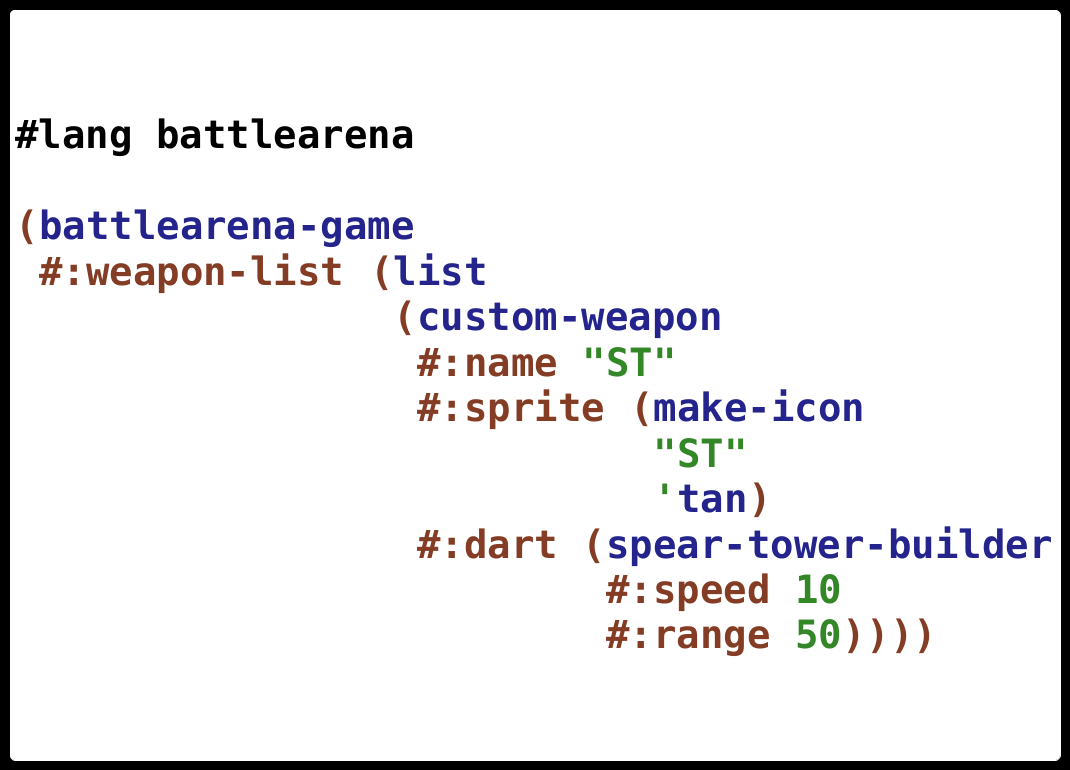 #lang battlearena
(battlearena-game
 #:weapon-list (list
                (custom-weapon
                 #:name "ST"
                 #:sprite (make-icon
                           "ST"
                           'tan)
                 #:dart (spear-tower-builder
                         #:speed 10
                         #:range 50))))